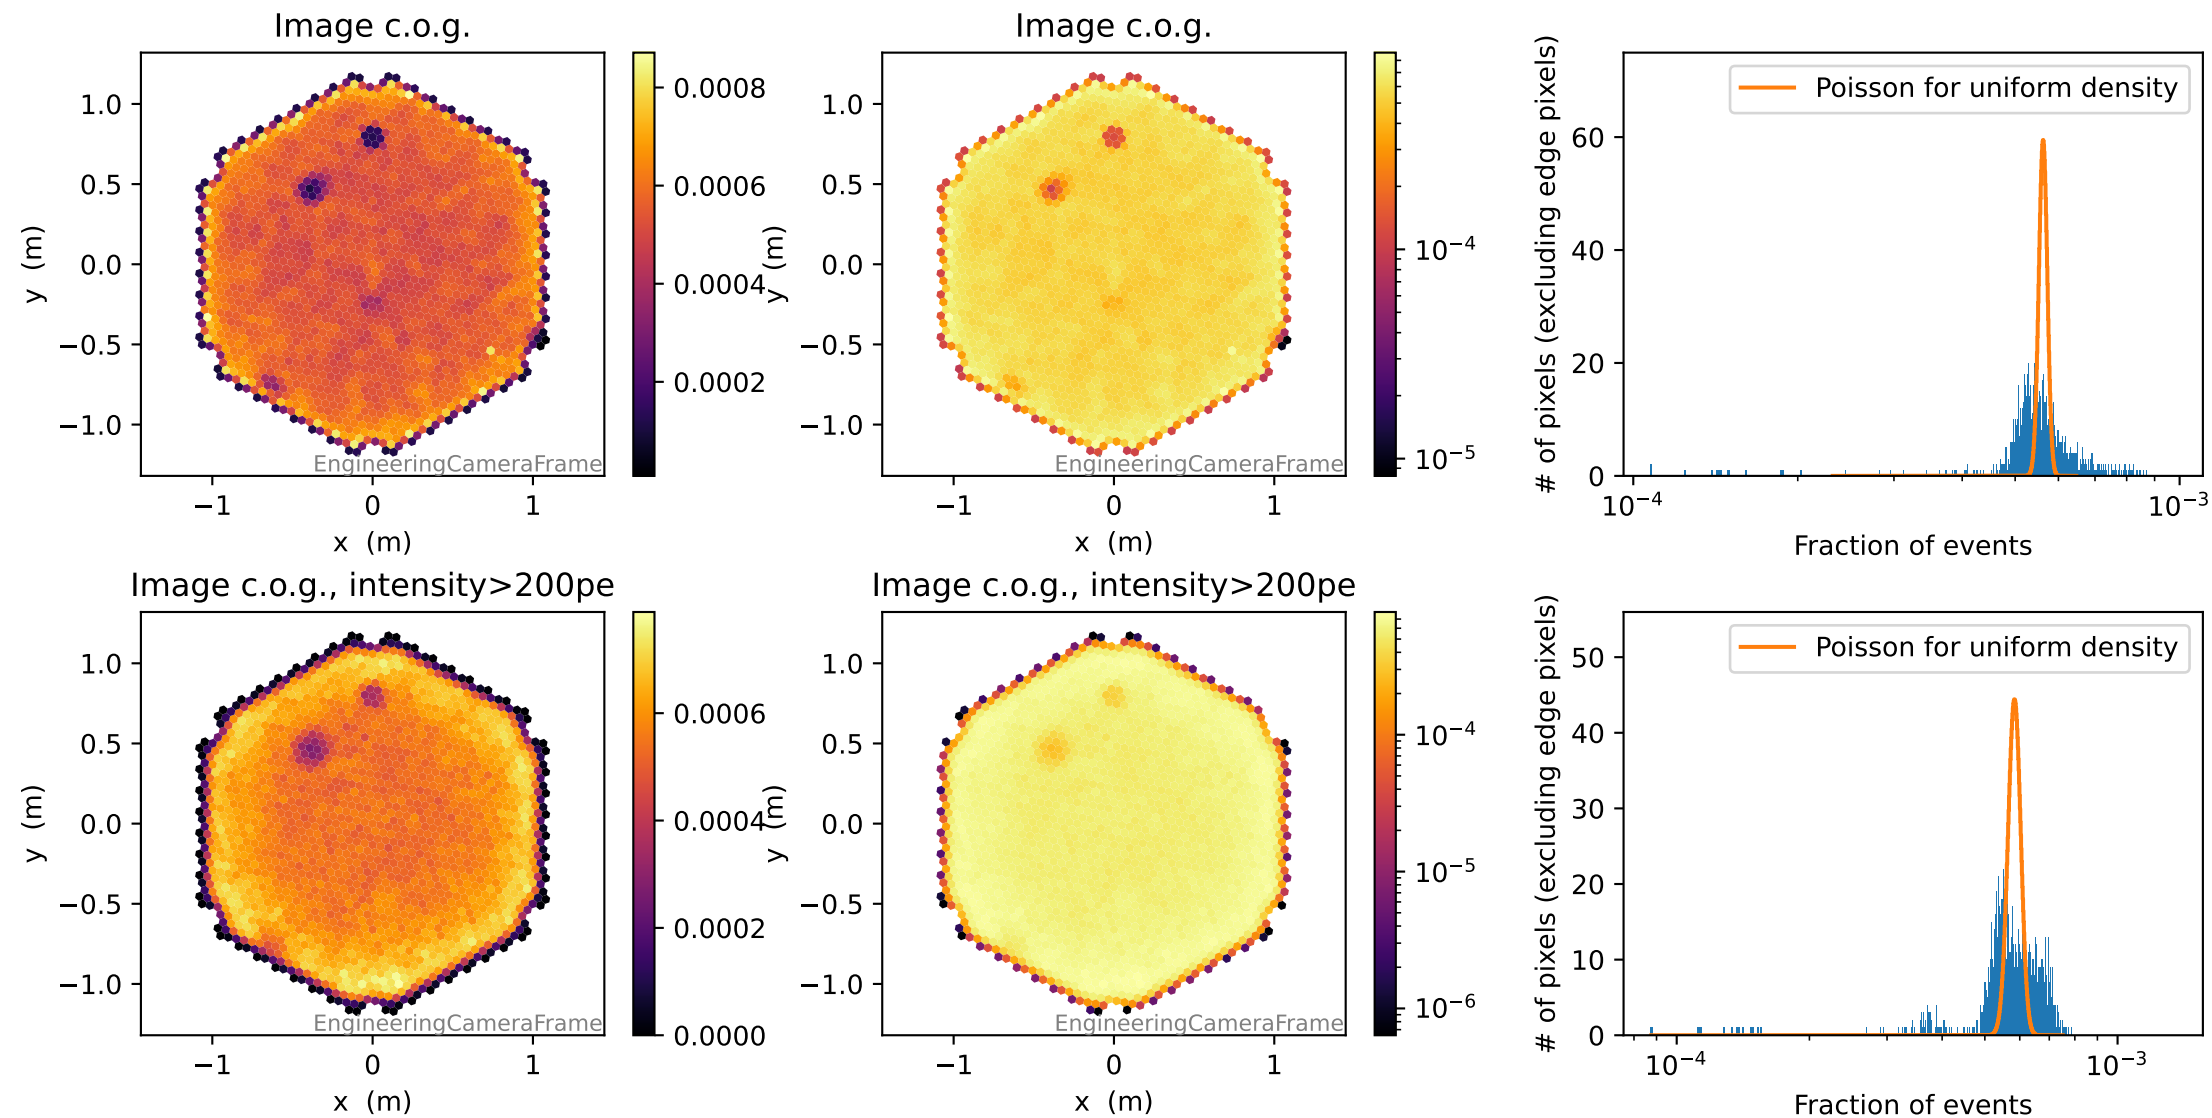 Image c.o.g.
1.0
0.5
0.0
−0.5
−1.0
y (m)
−1
0
1
x (m)
EngineeringCameraFrame
0.0008
0.0006
0.0004
0.0002
Image c.o.g.
1.0
0.5
0.0
−0.5
−1.0
y (m)
−1
0
1
x (m)
EngineeringCameraFrame
10−4
10−5
# of pixels (excluding edge pixels)
60
40
20
0
Poisson for uniform density
10−4
10−3
Fraction of events
Image c.o.g., intensity>200pe
1.0
0.5
0.0
−0.5
−1.0
y (m)
−1
0
1
x (m)
EngineeringCameraFrame
0.0006
0.0004
0.0002
0.0000
Image c.o.g., intensity>200pe
1.0
0.5
0.0
−0.5
−1.0
y (m)
−1
0
1
x (m)
EngineeringCameraFrame
10−4
10−5
10−6
# of pixels (excluding edge pixels)
50
40
30
20
10
0
Poisson for uniform density
10−4
10−3
Fraction of events